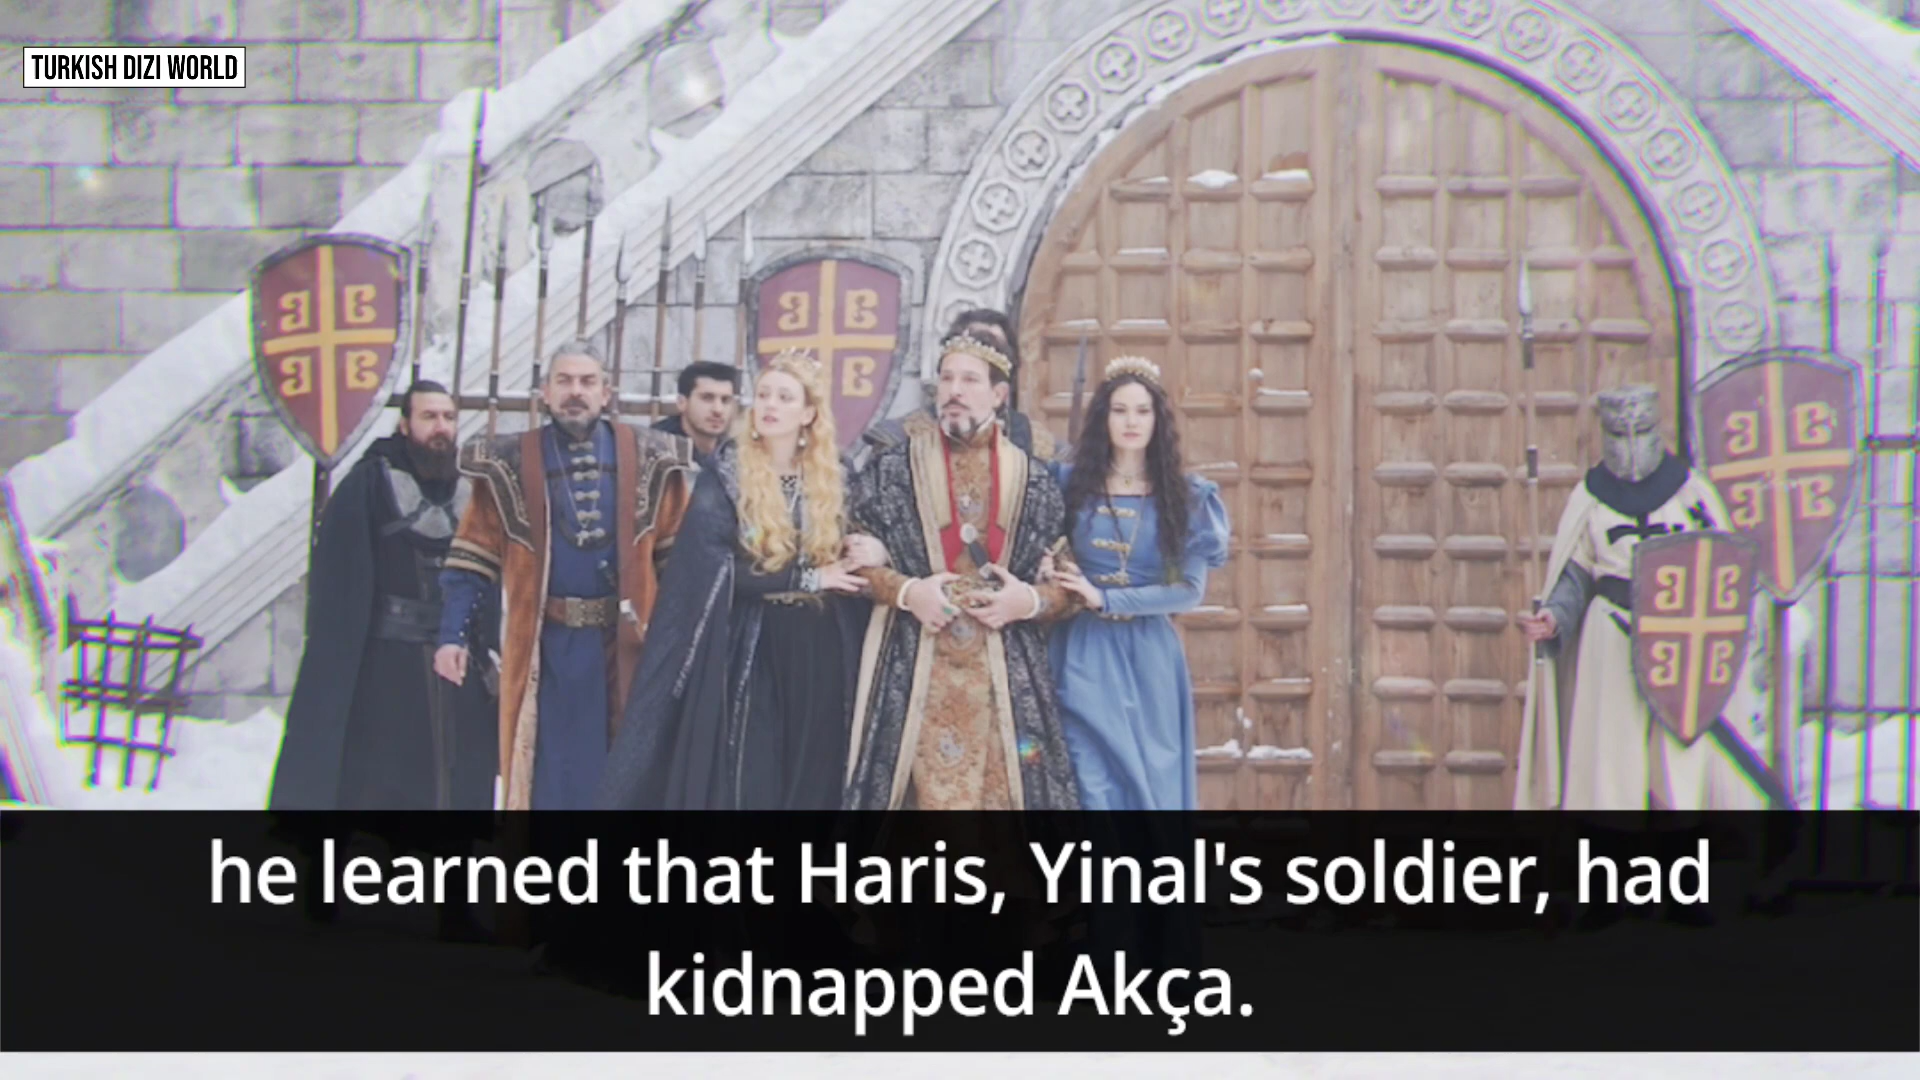 TURKISH DIZI WORLD
he learned that Haris, Yinal's soldier, had
kidnapped Akça.